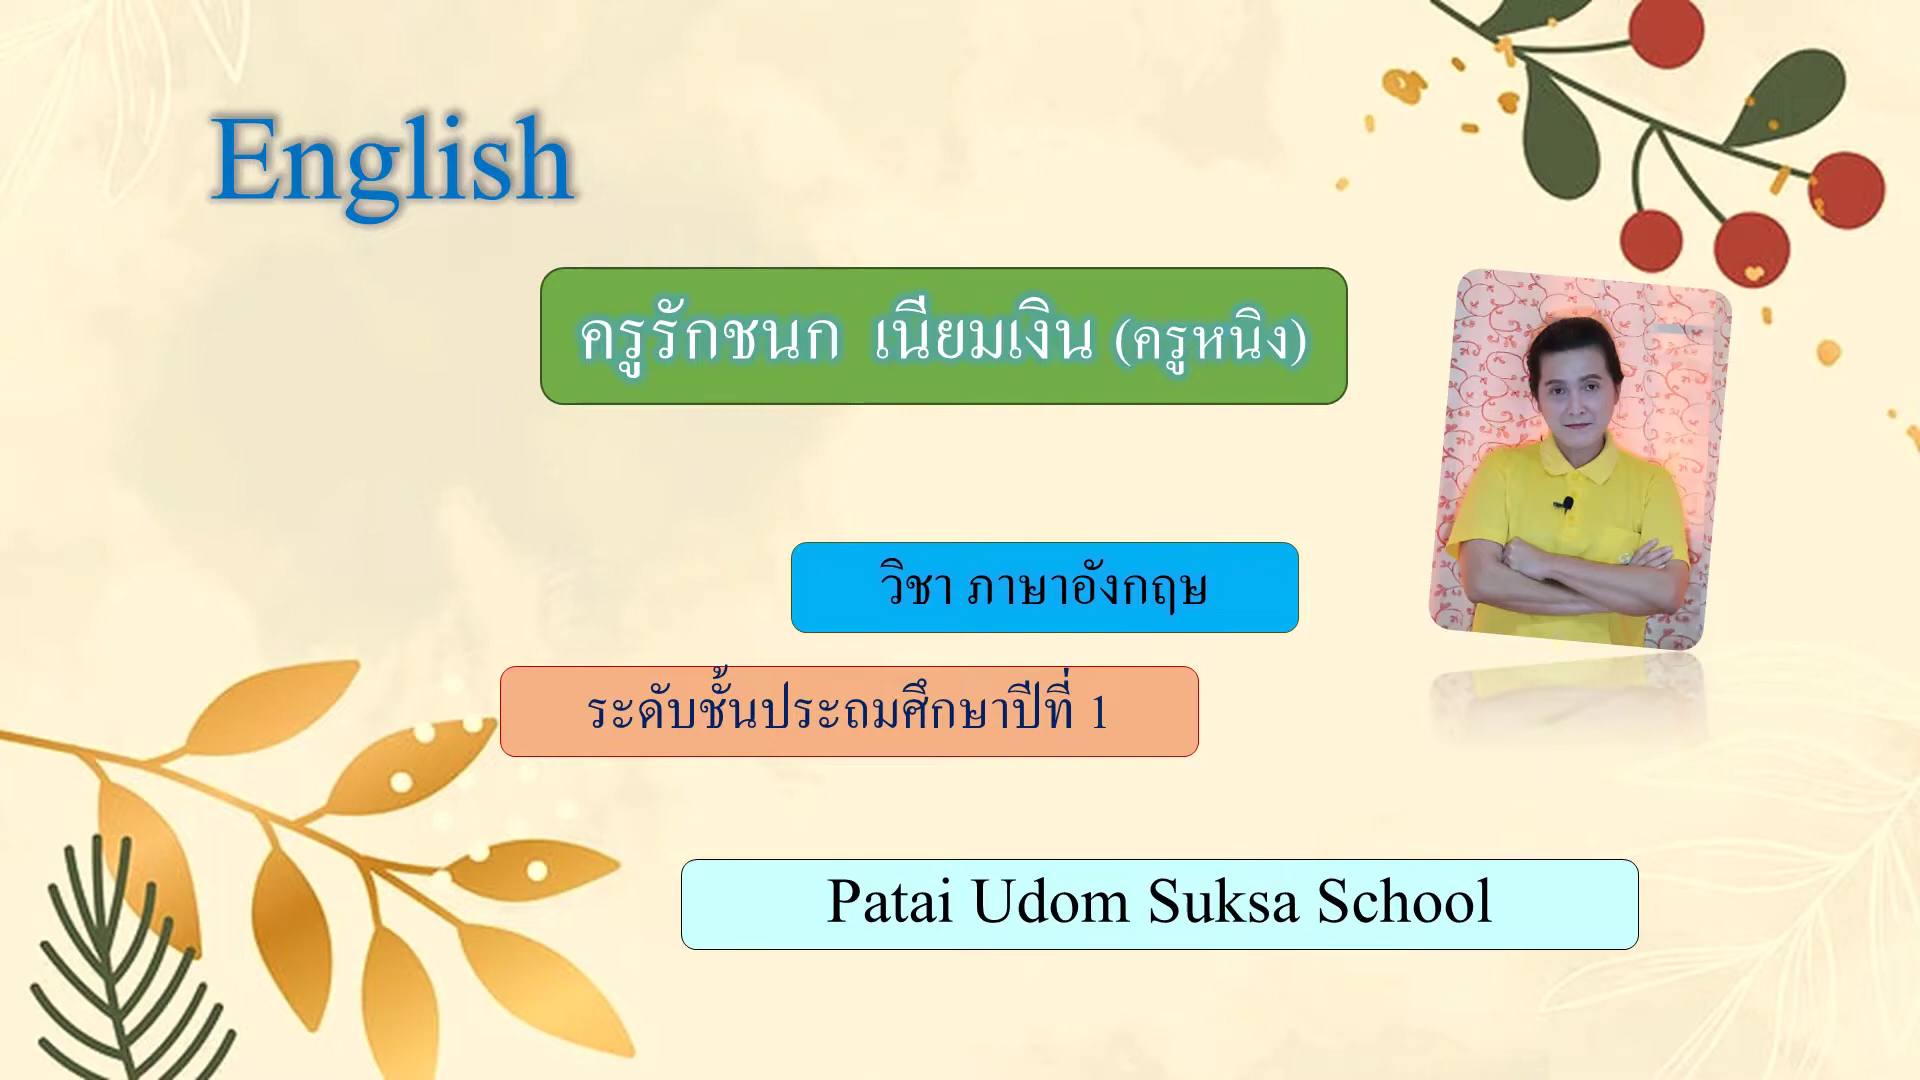 English
ครูรักชนก เนียมเงิน (ครูหนิง)
วิชา ภาษาอังกฤษ
ระดับชั้นประถมศึกษาปีที่ 1
Patai Udom Suksa School